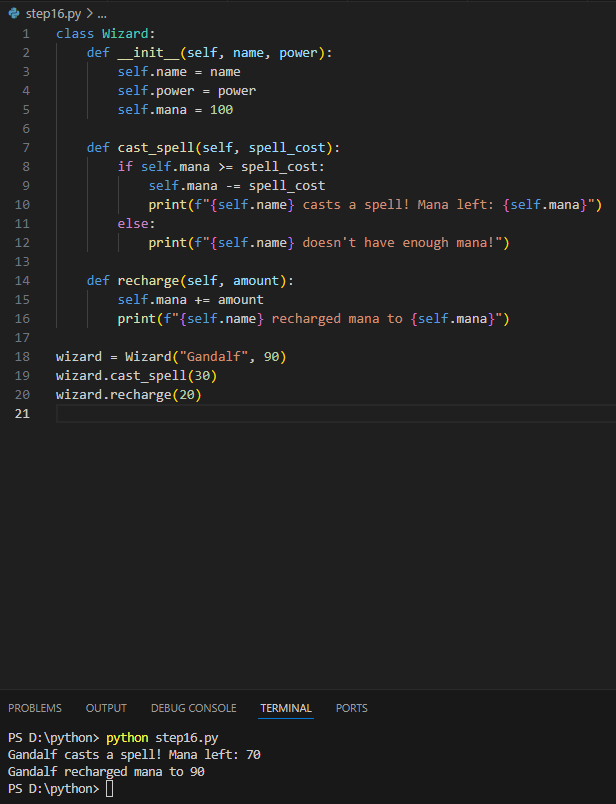 step16.py > ...
1 class Wizard:
2     def __init__(self, name, power):
3         self.name = name
4         self.power = power
5         self.mana = 100
6
7     def cast_spell(self, spell_cost):
8         if self.mana >= spell_cost:
9             self.mana -= spell_cost
10             print(f"{self.name} casts a spell! Mana left: {self.mana}")
11         else:
12             print(f"{self.name} doesn't have enough mana!")
13
14     def recharge(self, amount):
15         self.mana += amount
16         print(f"{self.name} recharged mana to {self.mana}")
17
18 wizard = Wizard("Gandalf", 90)
19 wizard.cast_spell(30)
20 wizard.recharge(20)
21
PROBLEMS OUTPUT DEBUG CONSOLE TERMINAL PORTS
PS D:\python> python step16.py
Gandalf casts a spell! Mana left: 70
Gandalf recharged mana to 90
PS D:\python>